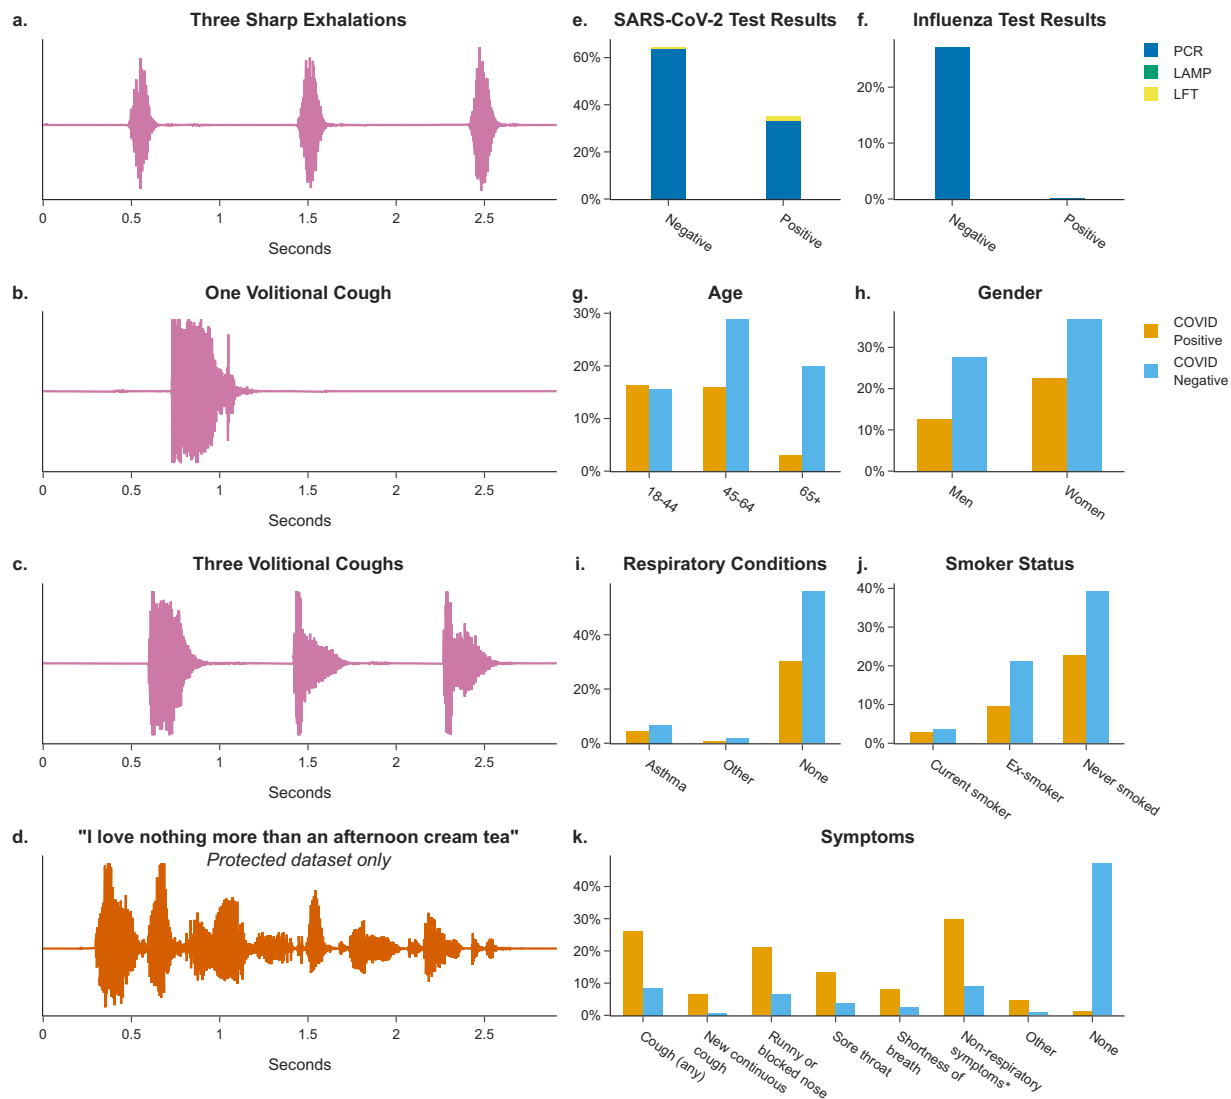 a.
Three Sharp Exhalations
0
0.5
1
1.5
2
2.5
Seconds
e.
SARS-CoV-2 Test Results
60%
40%
20%
0%
Negative
Positive
f.
Influenza Test Results
20%
10%
0%
Negative
Positive
PCR
LAMP
LFT
b.
One Volitional Cough
0
0.5
1
1.5
2
2.5
Seconds
g.
Age
30%
20%
10%
0%
18-44
45-64
65+
h.
Gender
30%
20%
10%
0%
Men
Women
COVID
Positive
COVID
Negative
c.
Three Volitional Coughs
0
0.5
1
1.5
2
2.5
Seconds
i.
Respiratory Conditions
40%
20%
0%
Asthma
Other
None
j.
Smoker Status
40%
30%
20%
10%
0%
Current smoker
Ex-smoker
Never smoked
d.
"I love nothing more than an afternoon cream tea"
Protected dataset only
0
0.5
1
1.5
2
2.5
Seconds
k.
Symptoms
40%
30%
20%
10%
0%
Cough (any)
New continuous
cough
Runny or
blocked nose
Sore throat
Shortness of
breath
Non-respiratory
symptoms*
Other
None